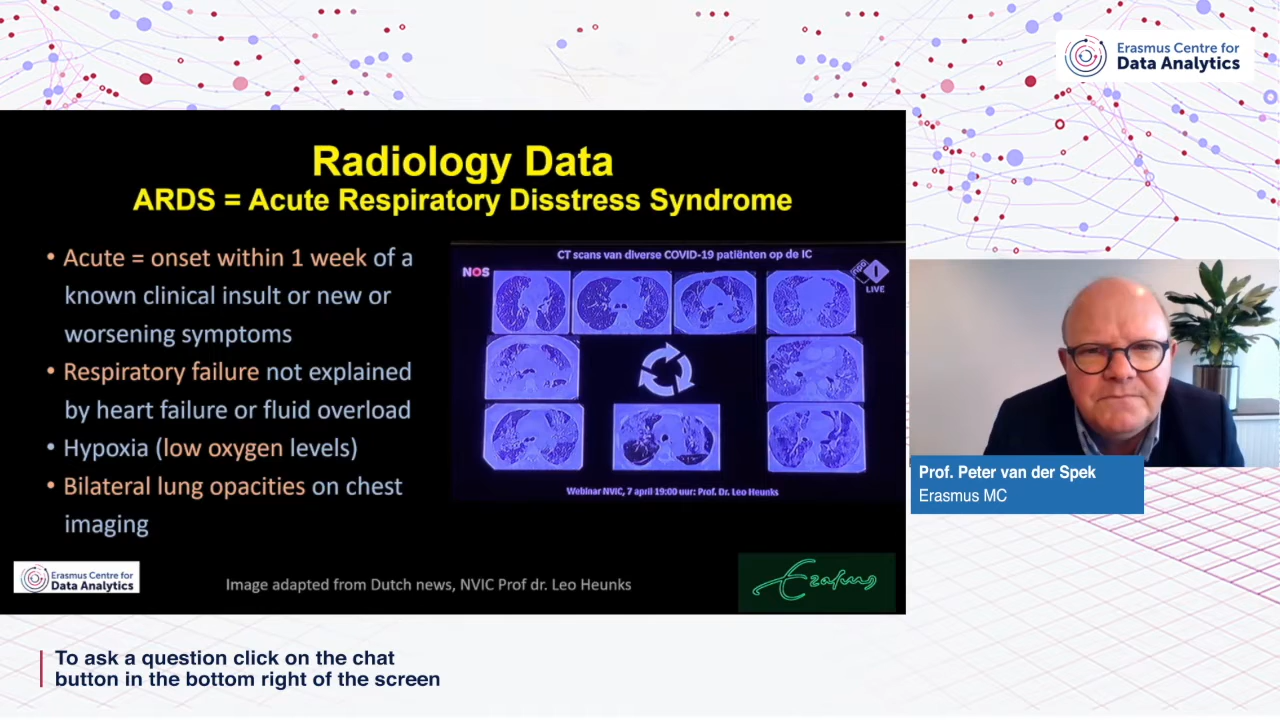 Erasmus Centre for
Data Analytics
Radiology Data
ARDS = Acute Respiratory Disstress Syndrome
• Acute = onset within 1 week of a
known clinical insult or new or
worsening symptoms
• Respiratory failure not explained
by heart failure or fluid overload
• Hypoxia (low oxygen levels)
• Bilateral lung opacities on chest
imaging
CT scans van diverse COVID-19 patiënten op de IC
NOS
1
LIVE
Webinar NVIC, 7 april 19:00 uur: Prof. Dr. Leo Heunks
Erasmus Centre for
Data Analytics
Image adapted from Dutch news, NVIC Prof dr. Leo Heunks
Erasmus
Prof. Peter van der Spek
Erasmus MC
To ask a question click on the chat
button in the bottom right of the screen